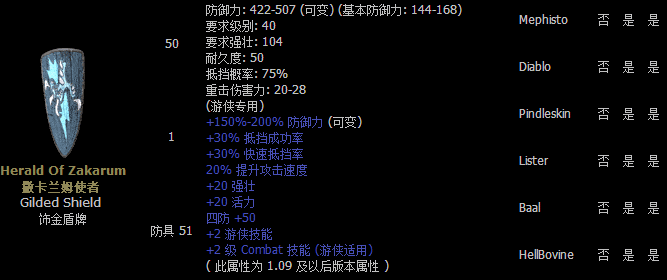 防御力: 422-507 (可变) (基本防御力: 144-168)
要求级别: 40
要求强壮: 104
耐久度: 50
抵挡概率: 75%
重击伤害力: 20-28
(游侠专用)
+150%-200% 防御力 (可变)
+30% 抵挡成功率
+30% 快速抵挡率
20% 提升攻击速度
+20 强壮
+20 活力
四防 +50
+2 游侠技能
+2 级 Combat 技能 (游侠适用)
( 此属性为 1.09 及以后版本属性 )
50
1
防具 51
Herald Of Zakarum
撒卡兰姆使者
Gilded Shield
饰金盾牌
Mephisto 否 是 是
Diablo 否 是 是
Pindleskin 否 是 是
Lister 否 是 是
Baal 否 是 是
HellBovine 否 是 是